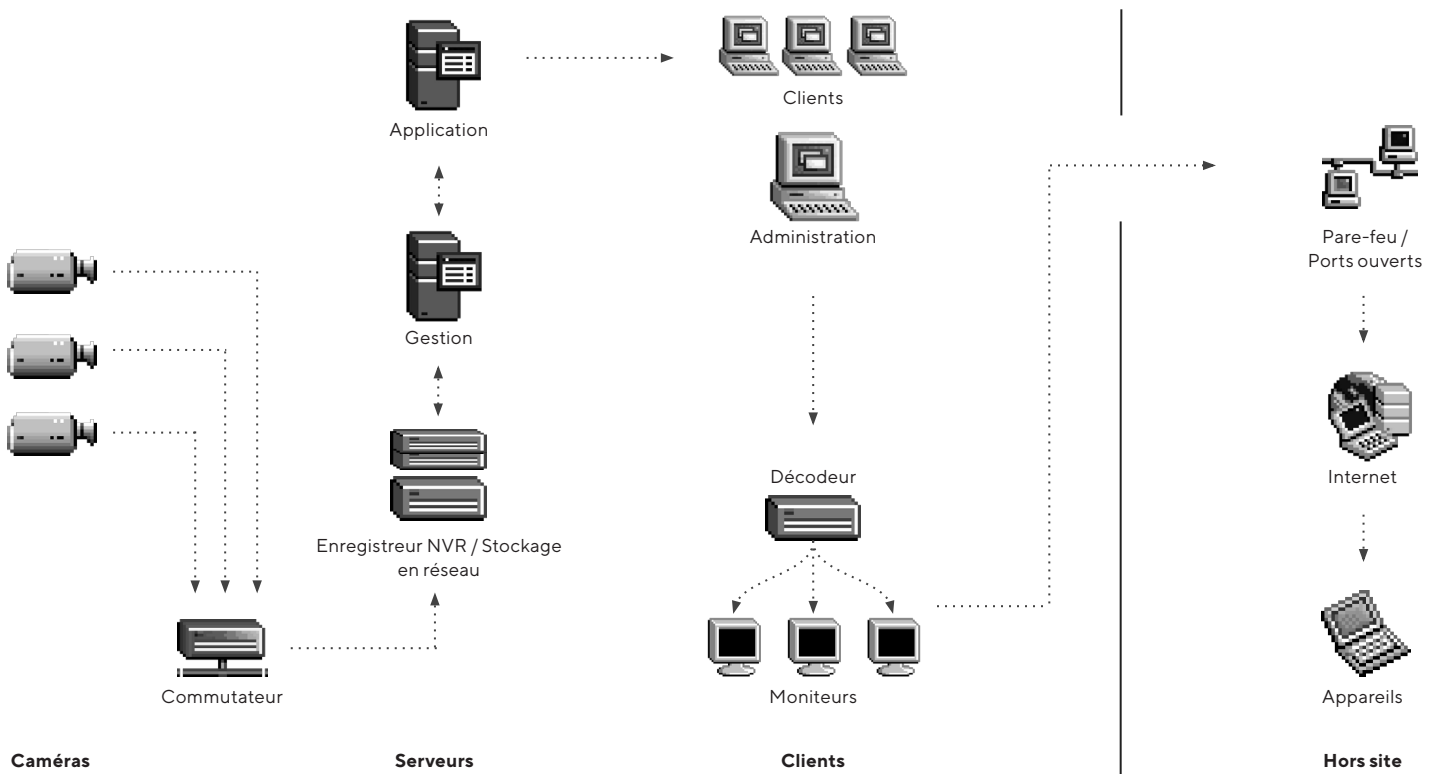 Application
Clients
Administration
Gestion
Pare-feu /
Ports ouverts
Enregistreur NVR / Stockage
en réseau
Décodeur
Internet
Commutateur
Moniteurs
Appareils
Caméras
Serveurs
Clients
Hors site